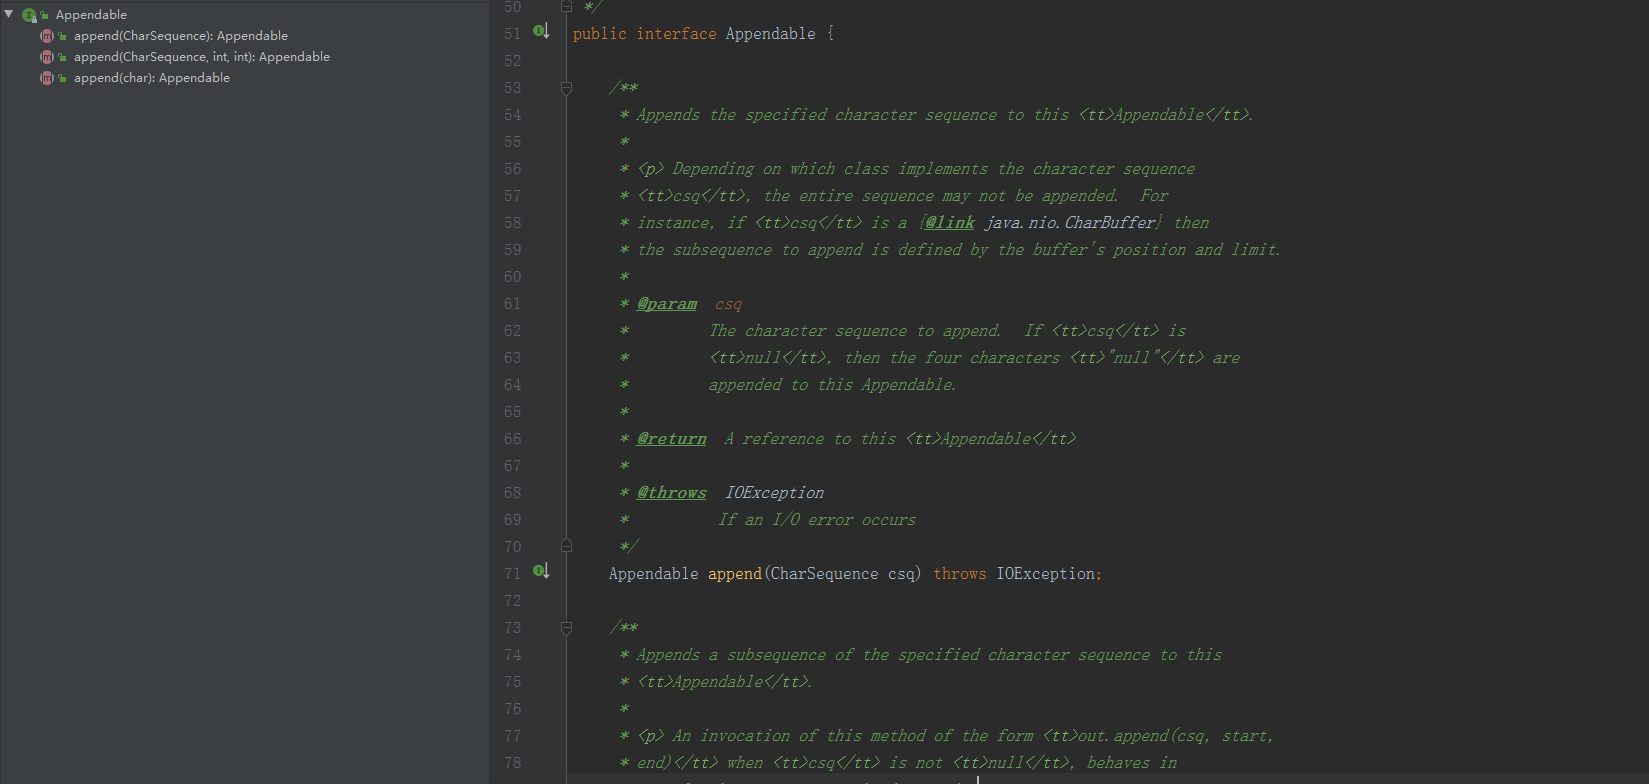 Appendable
append(CharSequence): Appendable
append(CharSequence, int, int): Appendable
append(char): Appendable
50 */
51 public interface Appendable {
52
53 /**
54 * Appends the specified character sequence to this <tt>Appendable</tt>.
55 *
56 * <p> Depending on which class implements the character sequence
57 * <tt>csq</tt>, the entire sequence may not be appended.  For
58 * instance, if <tt>csq</tt> is a {@link java.nio.CharBuffer} then
59 * the subsequence to append is defined by the buffer's position and limit.
60 *
61 * @param  csq
62 *         The character sequence to append.  If <tt>csq</tt> is
63 *         <tt>null</tt>, then the four characters <tt>"null"</tt> are
64 *         appended to this Appendable.
65 *
66 * @return  A reference to this <tt>Appendable</tt>
67 *
68 * @throws  IOException
69 *          If an I/O error occurs
70 */
71 Appendable append(CharSequence csq) throws IOException;
72
73 /**
74 * Appends a subsequence of the specified character sequence to this
75 * <tt>Appendable</tt>.
76 *
77 * <p> An invocation of this method of the form <tt>out.append(csq, start,
78 * end)</tt> when <tt>csq</tt> is not <tt>null</tt>, behaves in